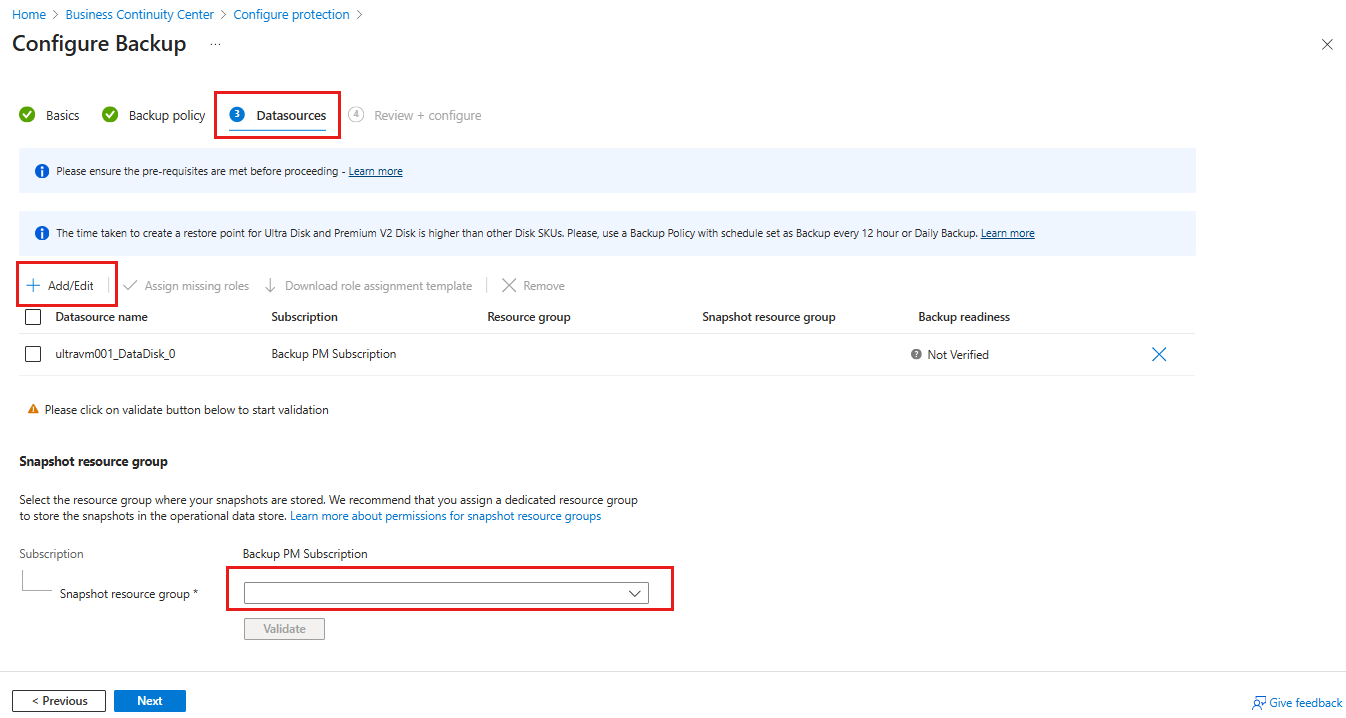 Home > Business Continuity Center > Configure protection >
Configure Backup ...
Basics Backup policy 3 Datasources 4 Review + configure
Please ensure the pre-requisites are met before proceeding - Learn more
The time taken to create a restore point for Ultra Disk and Premium V2 Disk is higher than other Disk SKUs. Please, use a Backup Policy with schedule set as Backup every 12 hour or Daily Backup. Learn more
+ Add/Edit Assign missing roles Download role assignment template Remove
Datasource name Subscription Resource group Snapshot resource group Backup readiness
ultravm001_DataDisk_0 Backup PM Subscription Not Verified
Please click on validate button below to start validation
Snapshot resource group
Select the resource group where your snapshots are stored. We recommend that you assign a dedicated resource group
to store the snapshots in the operational data store. Learn more about permissions for snapshot resource groups
Subscription Backup PM Subscription
Snapshot resource group *
Validate
< Previous Next
Give feedback